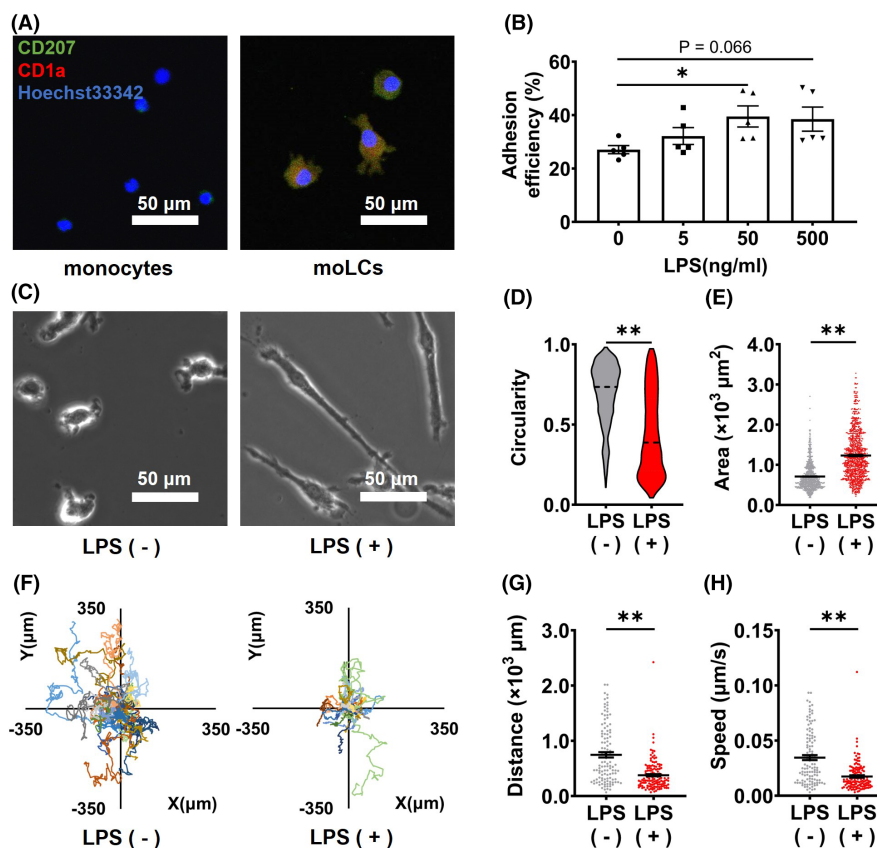 (A)
CD207
CD1a
Hoechst33342
50 µm
50 µm
monocytes
moLCs
(B)
P = 0.066
*
Adhesion
efficiency (%)
60
40
20
0
0 5 50 500
LPS(ng/ml)
(C)
50 µm
50 µm
LPS ( - )
LPS ( + )
(D)
**
Circularity
1.0
0.5
0.0
LPS LPS
( - ) ( + )
(E)
**
Area (×10³ µm²)
4.0
3.0
2.0
1.0
0.0
LPS LPS
( - ) ( + )
(F)
350
Y(µm)
-350
350
-350
X(µm)
LPS ( - )
350
Y(µm)
-350
350
-350
X(µm)
LPS ( + )
(G)
**
Distance (×10³ µm)
3.0
2.0
1.0
0.0
LPS LPS
( - ) ( + )
(H)
**
Speed (µm/s)
0.15
0.10
0.05
0.00
LPS LPS
( - ) ( + )